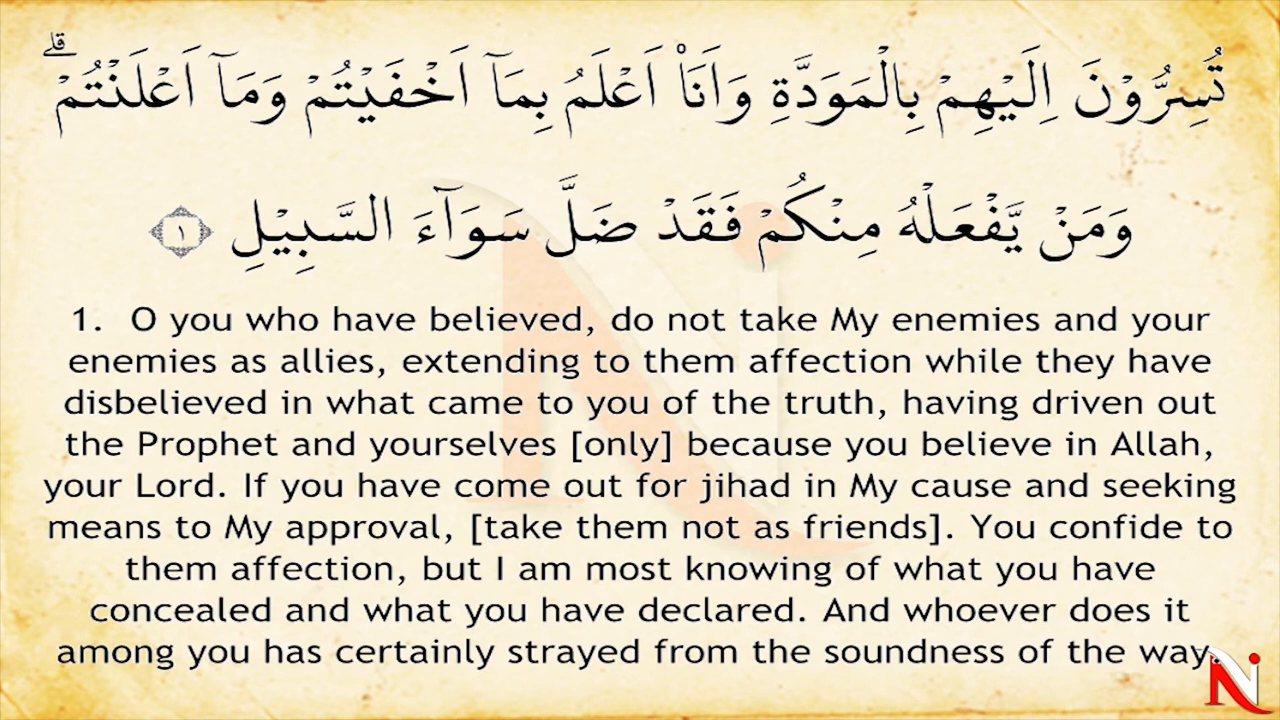 تُسِرُّوْنَ اِلَيْهِمْ بِالْمَوَدَّةِ وَاَنَا۠ اَعْلَمُ بِمَاۤ اَخْفَيْتُمْ وَمَاۤ اَعْلَنْتُمْ ؕ ۗ
وَمَنْ يَّفْعَلْهُ مِنْكُمْ فَقَدْ ضَلَّ سَوَآءَ السَّبِيْلِ ١
1. O you who have believed, do not take My enemies and your
enemies as allies, extending to them affection while they have
disbelieved in what came to you of the truth, having driven out
the Prophet and yourselves [only] because you believe in Allah,
your Lord. If you have come out for jihad in My cause and seeking
means to My approval, [take them not as friends]. You confide to
them affection, but I am most knowing of what you have
concealed and what you have declared. And whoever does it
among you has certainly strayed from the soundness of the way.